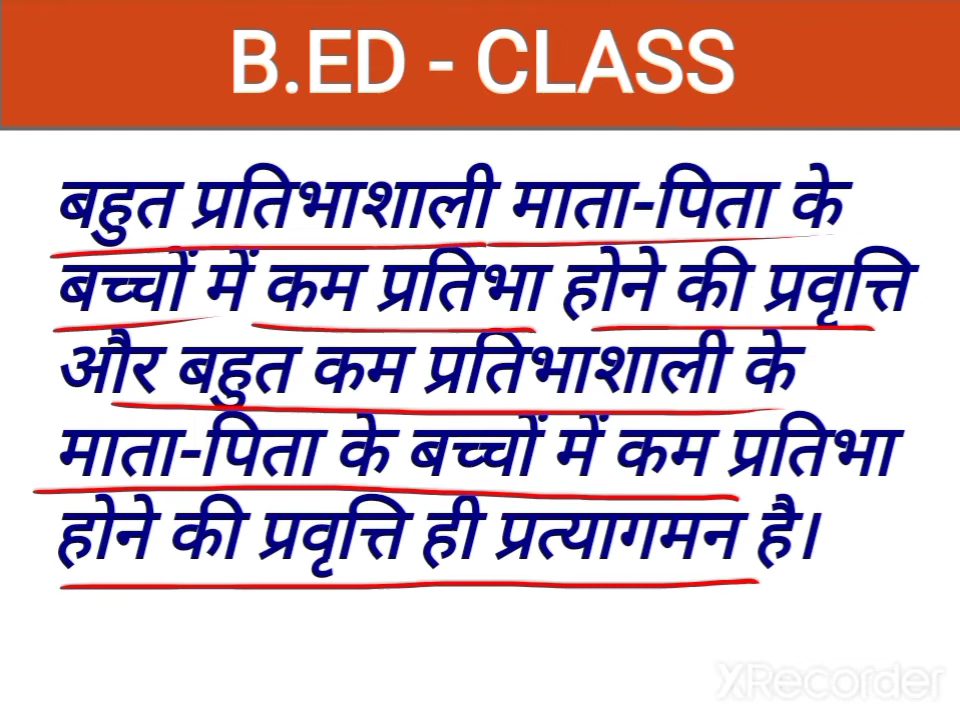 B.ED - CLASS
बहुत प्रतिभाशाली माता-पिता के
बच्चों में कम प्रतिभा होने की प्रवृत्ति
और बहुत कम प्रतिभाशाली के
माता-पिता के बच्चों में कम प्रतिभा
होने की प्रवृत्ति ही प्रत्यागमन है।
XRecorder